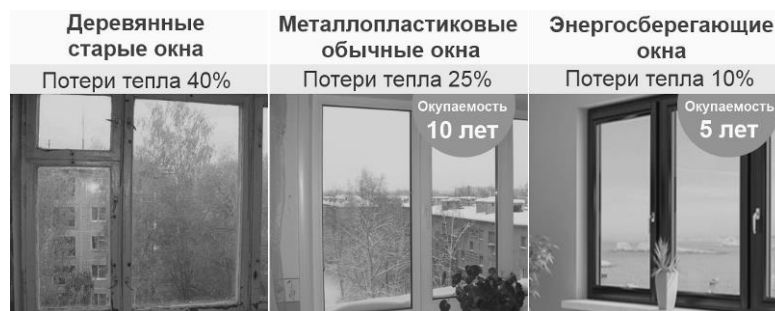 Деревянные
старые окна
Потери тепла 40%
Металлопластиковые
обычные окна
Потери тепла 25%
Окупаемость
10 лет
Энергосберегающие
окна
Потери тепла 10%
Окупаемость
5 лет